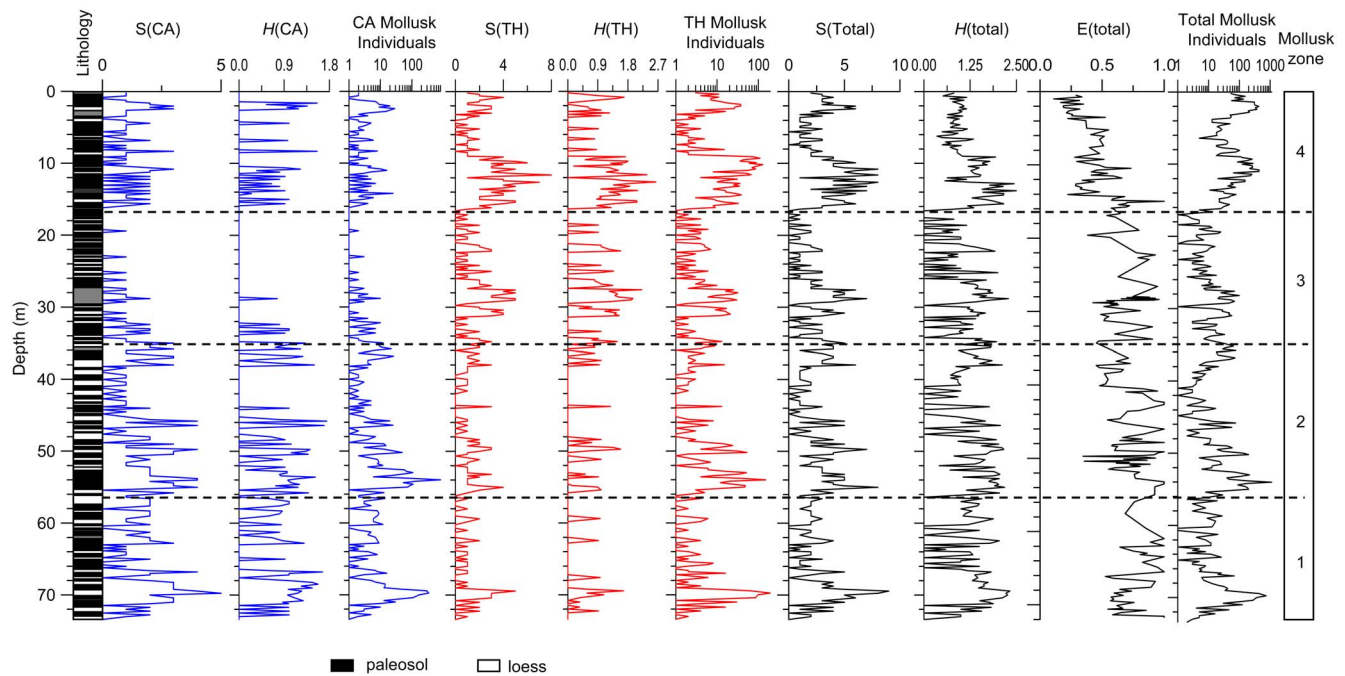 Lithology
S(CA)
0 5
H(CA)
0.0 0.9 1.8
CA Mollusk
Individuals
1 10 100
S(TH)
0 4 8
H(TH)
0.0 0.9 1.8 2.7
TH Mollusk
Individuals
1 10 100
S(Total)
0 5 10
H(total)
0.00 1.25 2.50
E(total)
0.0 0.5 1.0
Total Mollusk
Individuals
1 10 100 1000
Mollusk
zone
Depth (m)
0
10
20
30
40
50
60
70
4
3
2
1
paleosol
loess